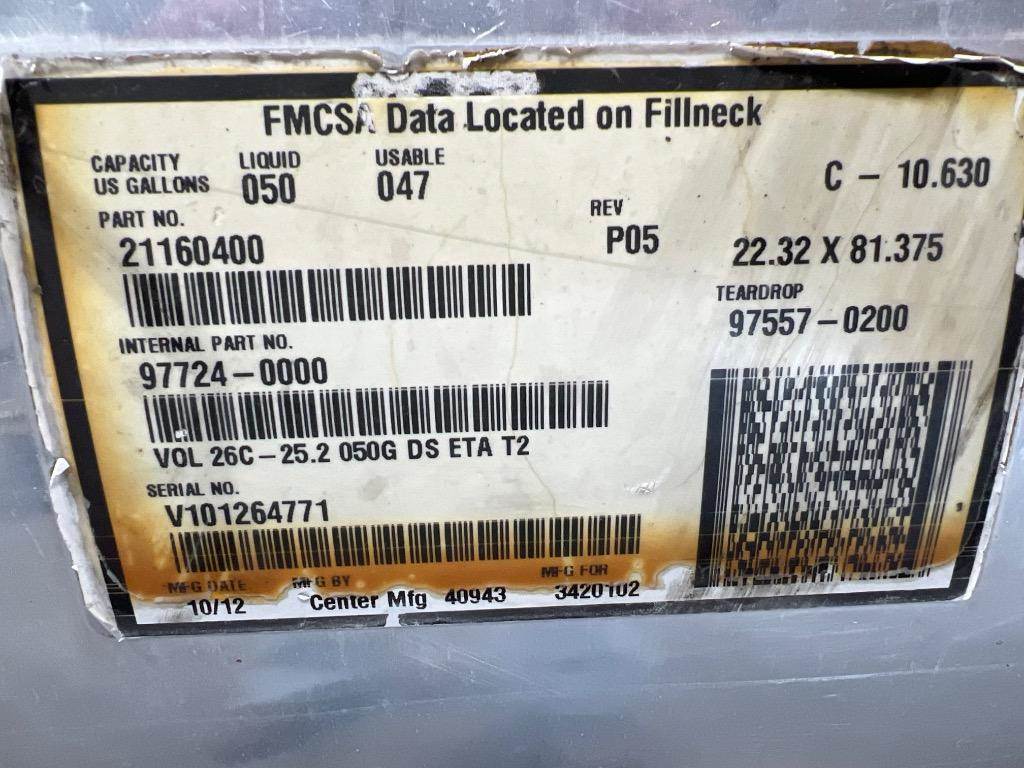 FMCSA Data Located on Fillneck
CAPACITY US GALLONS
LIQUID 050
USABLE 047
C – 10.630
PART NO.
21160400
REV
P05
22.32 X 81.375
TEARDROP
97557–0200
INTERNAL PART NO.
97724–0000
VOL 26C–25.2 050G DS ETA T2
SERIAL NO.
V101264771
MFG DATE
10/12
MFG BY
Center Mfg 40943
MFG FOR
3420102